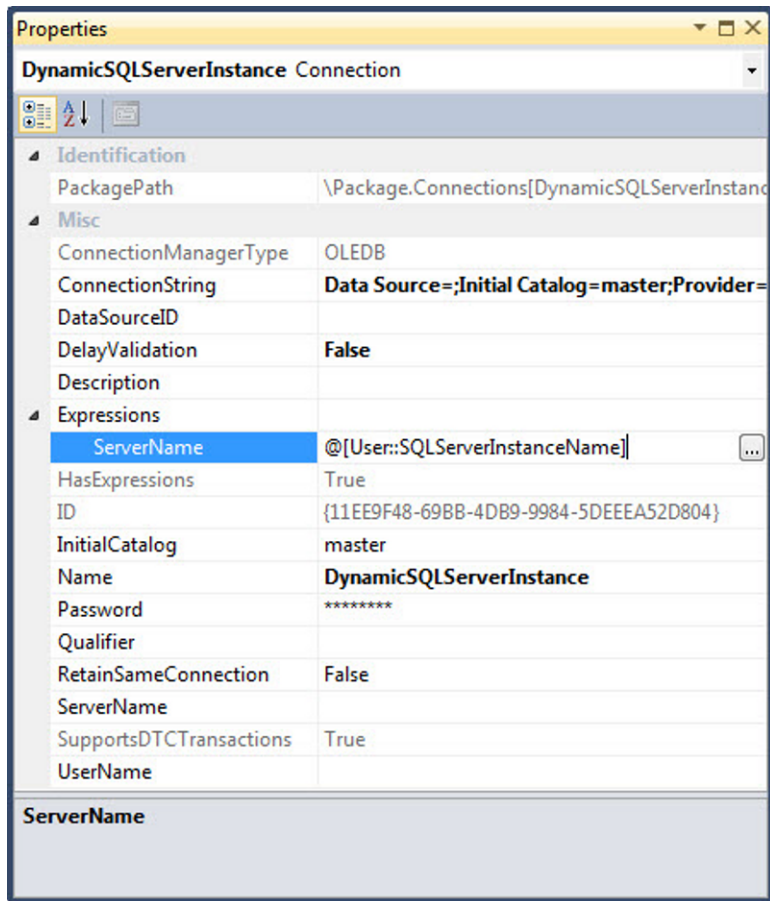 Properties
DynamicSQLServerInstance Connection
Identification
PackagePath \Package.Connections[DynamicSQLServerInstanc
Misc
ConnectionManagerType OLEDB
ConnectionString Data Source=;Initial Catalog=master;Provider=
DataSourceID
DelayValidation False
Description
Expressions
ServerName @[User::SQLServerInstanceName] ...
HasExpressions True
ID {11EE9F48-69BB-4DB9-9984-5DEEEA52D804}
InitialCatalog master
Name DynamicSQLServerInstance
Password ********
Qualifier
RetainSameConnection False
ServerName
SupportsDTCTransactions True
UserName
ServerName